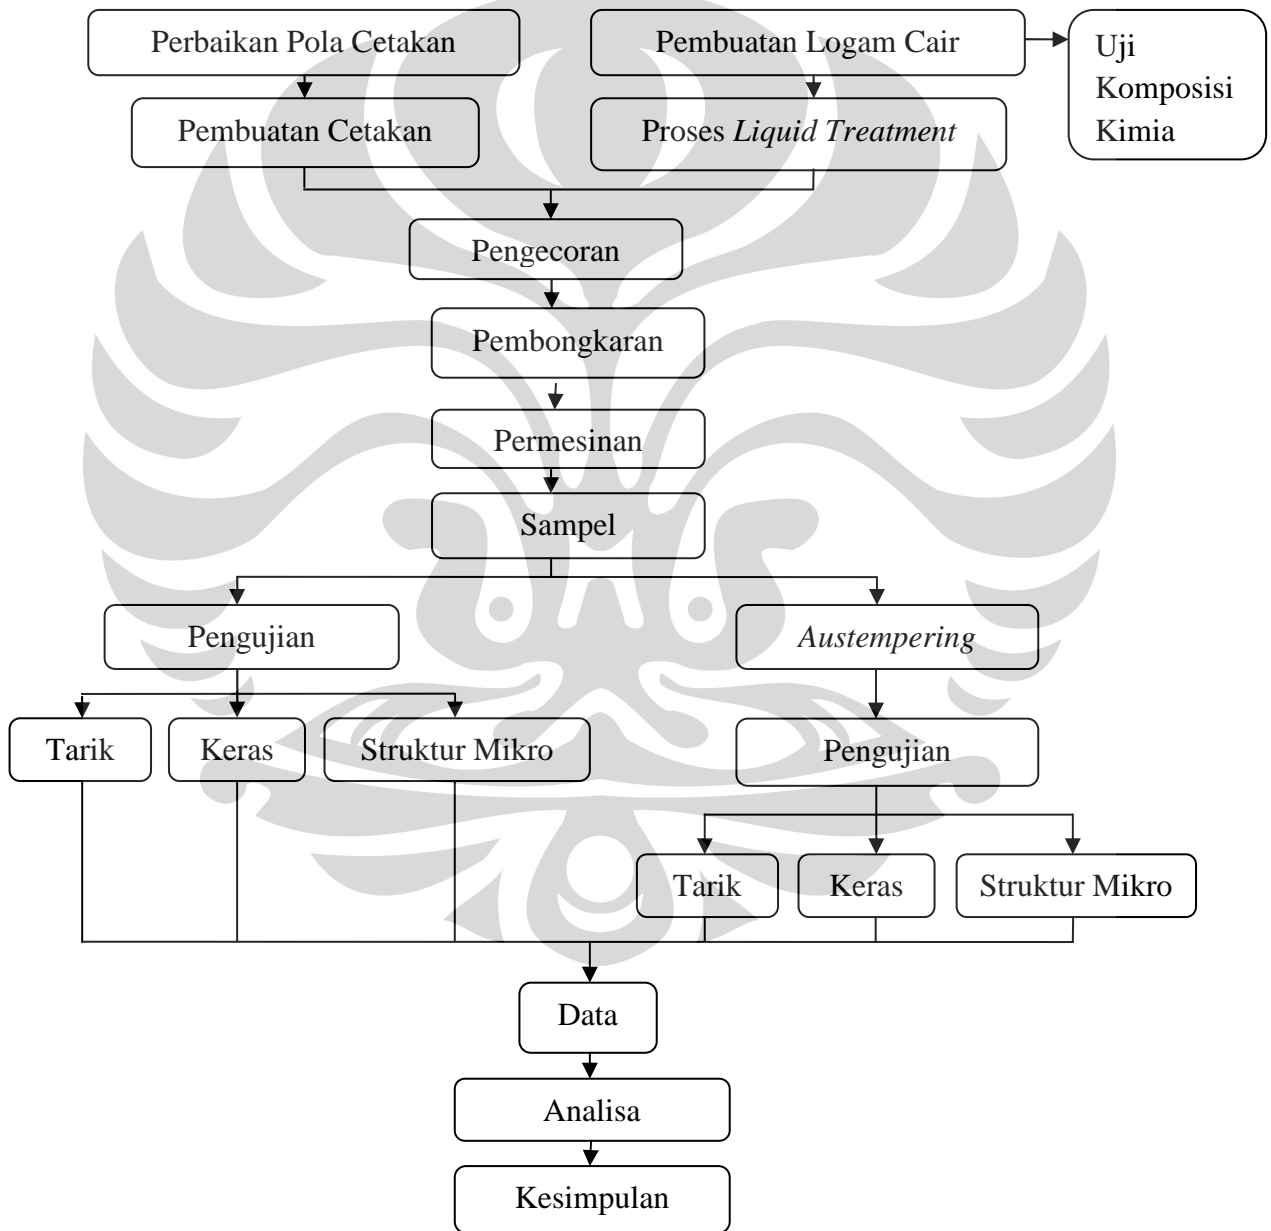 Perbaikan Pola Cetakan
Pembuatan Logam Cair
Uji
Komposisi
Kimia
Pembuatan Cetakan
Proses Liquid Treatment
Pengecoran
Pembongkaran
Permesinan
Sampel
Pengujian
Austempering
Tarik
Keras
Struktur Mikro
Pengujian
Tarik
Keras
Struktur Mikro
Data
Analisa
Kesimpulan